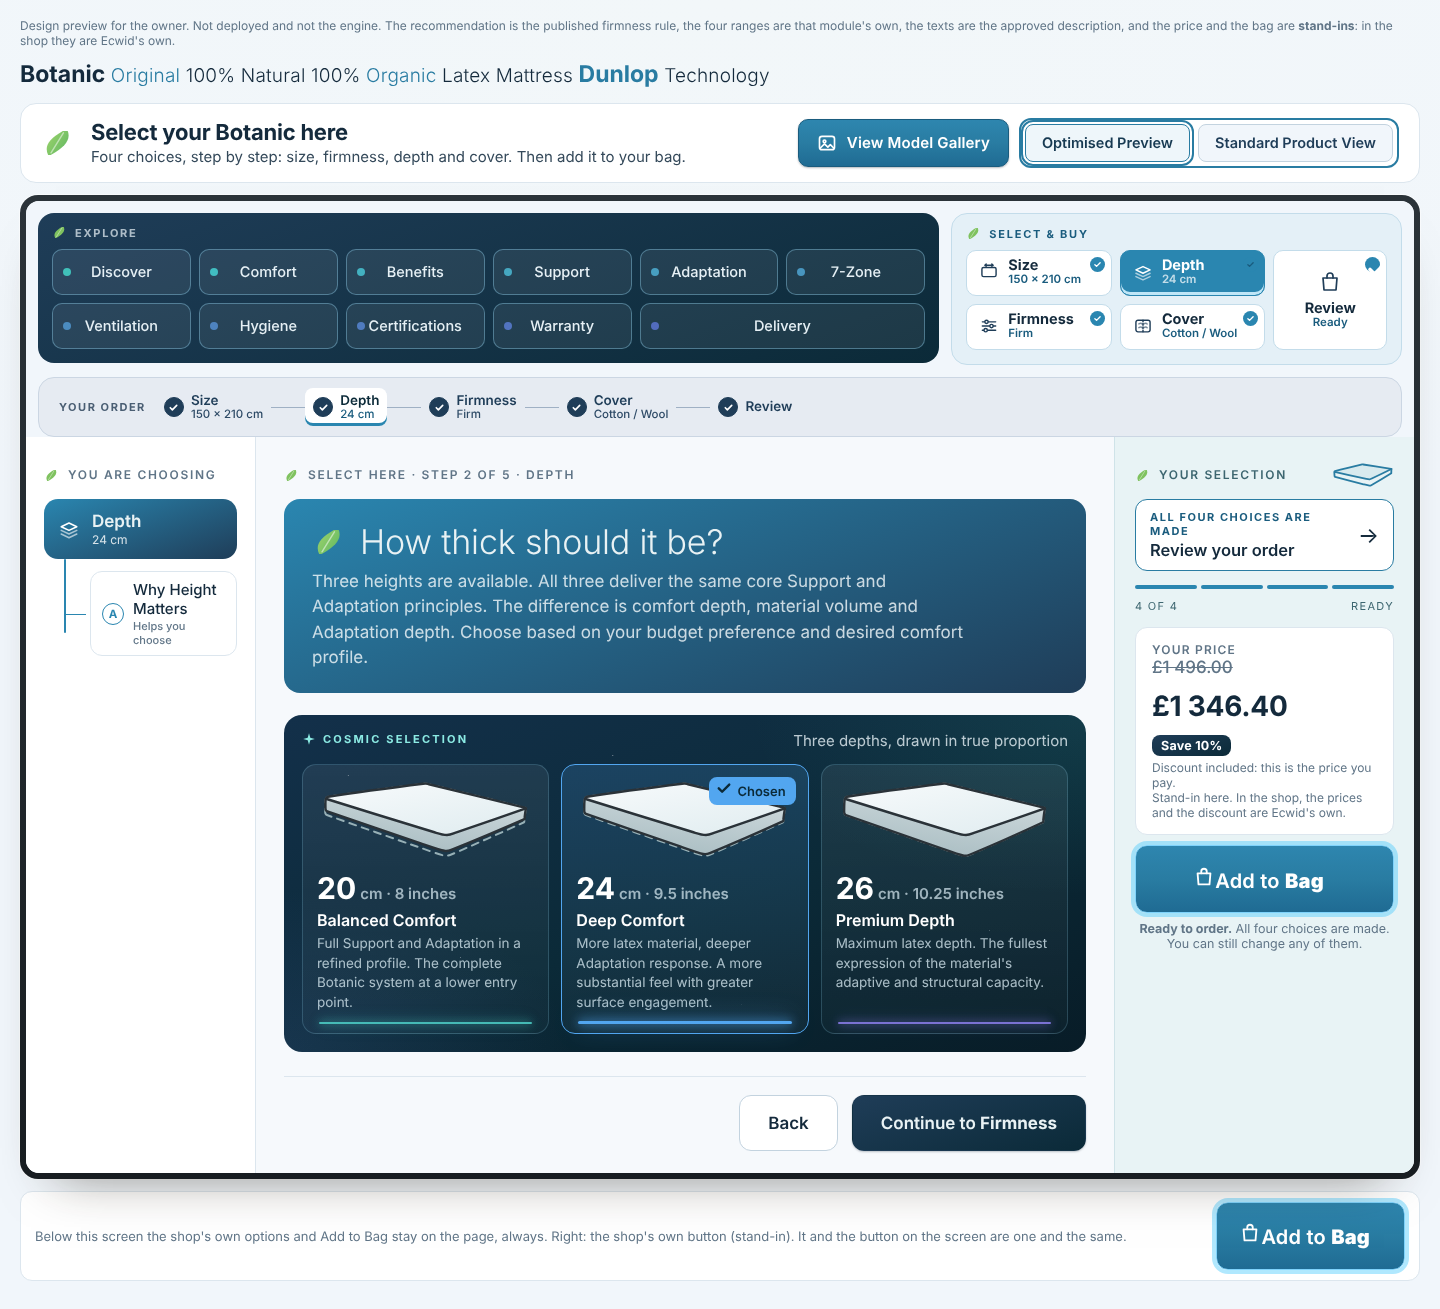 Design preview for the owner. Not deployed and not the engine. The recommendation is the published firmness rule, the four ranges are that module's own, the texts are the approved description, and the price and the bag are stand-ins: in the
shop they are Ecwid's own.
Botanic Original 100% Natural 100% Organic Latex Mattress Dunlop Technology
Select your Botanic here
Four choices, step by step: size, firmness, depth and cover. Then add it to your bag.
View Model Gallery
Optimised Preview
Standard Product View
EXPLORE
Discover
Comfort
Benefits
Support
Adaptation
7-Zone
Ventilation
Hygiene
Certifications
Warranty
Delivery
SELECT & BUY
Size
150 × 210 cm
Depth
24 cm
Firmness
Firm
Cover
Cotton / Wool
Review
Ready
YOUR ORDER
Size
150 × 210 cm
Depth
24 cm
Firmness
Firm
Cover
Cotton / Wool
Review
YOU ARE CHOOSING
Depth
24 cm
A
Why Height
Matters
Helps you
choose
SELECT HERE · STEP 2 OF 5 · DEPTH
How thick should it be?
Three heights are available. All three deliver the same core Support and
Adaptation principles. The difference is comfort depth, material volume and
Adaptation depth. Choose based on your budget preference and desired comfort
profile.
COSMIC SELECTION
Three depths, drawn in true proportion
20 cm · 8 inches
Balanced Comfort
Full Support and Adaptation in a
refined profile. The complete
Botanic system at a lower entry
point.
Chosen
24 cm · 9.5 inches
Deep Comfort
More latex material, deeper
Adaptation response. A more
substantial feel with greater
surface engagement.
26 cm · 10.25 inches
Premium Depth
Maximum latex depth. The fullest
expression of the material's
adaptive and structural capacity.
Back
Continue to Firmness
YOUR SELECTION
ALL FOUR CHOICES ARE
MADE
Review your order
4 OF 4
READY
YOUR PRICE
£1 496.00
£1 346.40
Save 10%
Discount included: this is the price you
pay.
Stand-in here. In the shop, the prices
and the discount are Ecwid's own.
Add to Bag
Ready to order. All four choices are made.
You can still change any of them.
Below this screen the shop's own options and Add to Bag stay on the page, always. Right: the shop's own button (stand-in). It and the button on the screen are one and the same.
Add to Bag